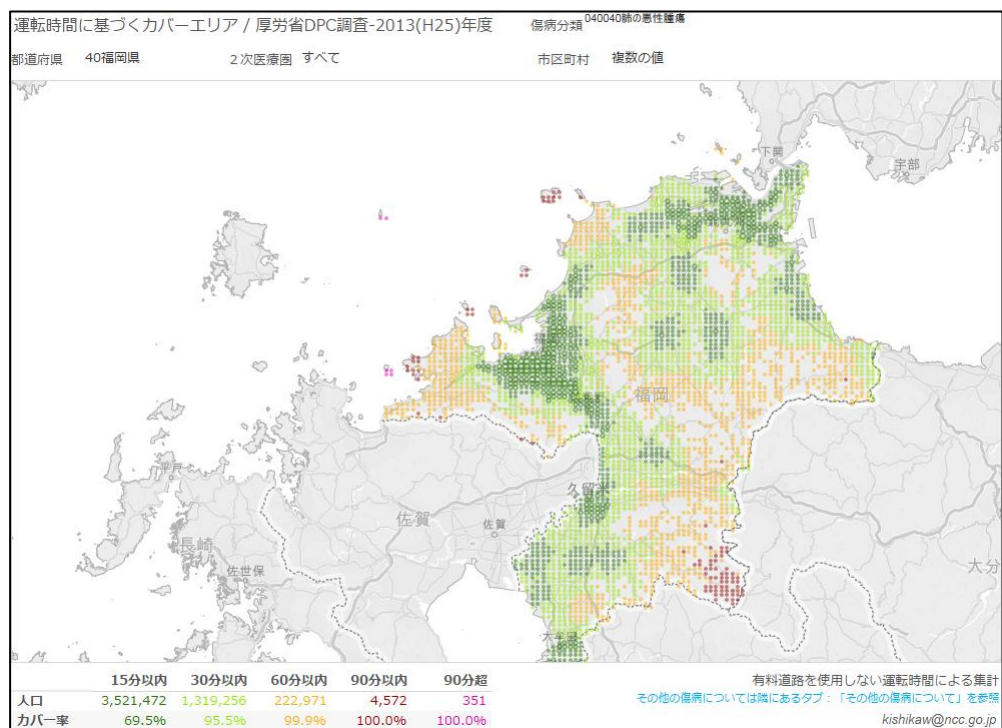 運転時間に基づくカバーエリア / 厚労省DPC調査-2013(H25)年度 傷病分類 040040肺の悪性腫瘍
都道府県 40福岡県 2次医療圏 すべて 市区町村 複数の値
下関
宇部
福岡
平戸
久留米
佐賀
佐賀
長崎
佐世保
大分
大牟田
15分以内 30分以内 60分以内 90分以内 90分超
人口 3,521,472 1,319,256 222,971 4,572 351
カバー率 69.5% 95.5% 99.9% 100.0% 100.0%
有料道路を使用しない運転時間による集計
その他の傷病については隣にあるタブ：「その他の傷病について」を参照
kishikaw@ncc.go.jp